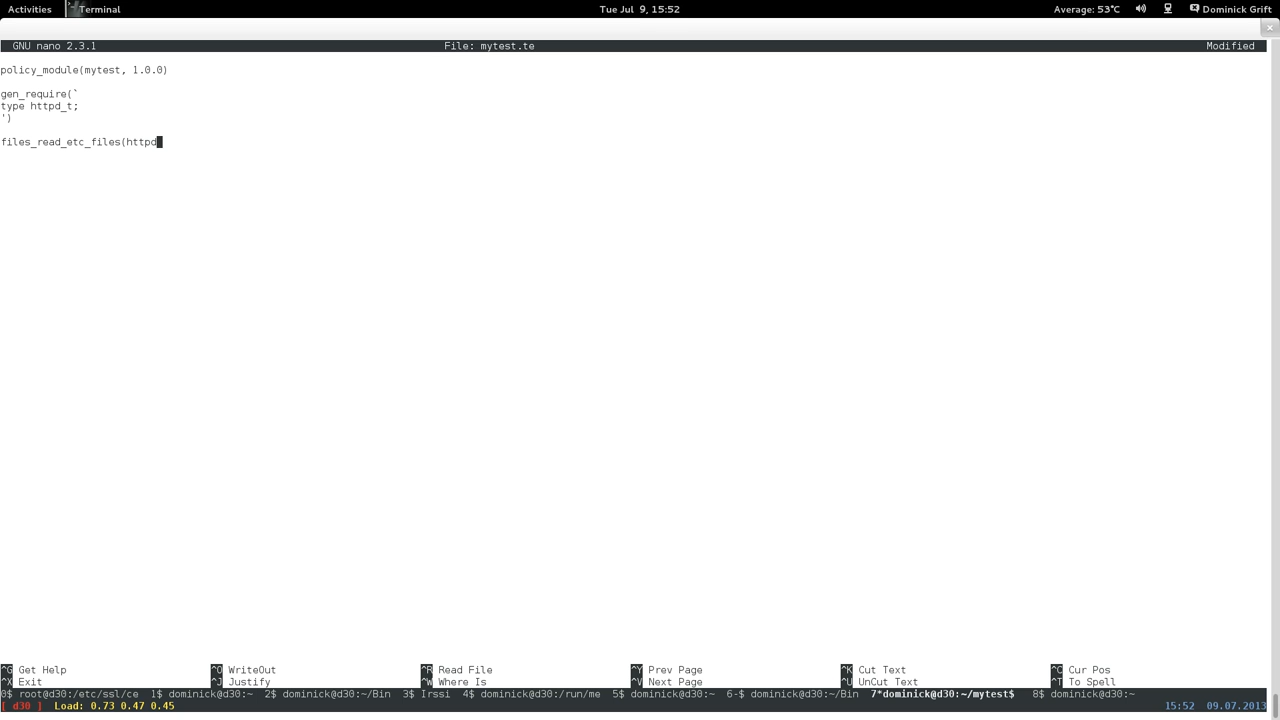 Activities Terminal Tue Jul 9, 15:52 Average: 53°C Dominick Grift
GNU nano 2.3.1 File: mytest.te Modified
policy_module(mytest, 1.0.0)
gen_require(`
type httpd_t;
')
files_read_etc_files(httpd
^G Get Help ^O WriteOut ^R Read File ^Y Prev Page ^K Cut Text ^C Cur Pos
^X Exit ^J Justify ^W Where Is ^V Next Page ^U UnCut Text ^T To Spell
0$ root@d30:/etc/ssl/ce 1$ dominick@d30:~ 2$ dominick@d30:~/Bin 3$ Irssi 4$ dominick@d30:/run/me 5$ dominick@d30:~ 6-$ dominick@d30:~/Bin 7*dominick@d30:~/mytest$ 8$ dominick@d30:~
[ d30 ] Load: 0.73 0.47 0.45 15:52 09.07.2013